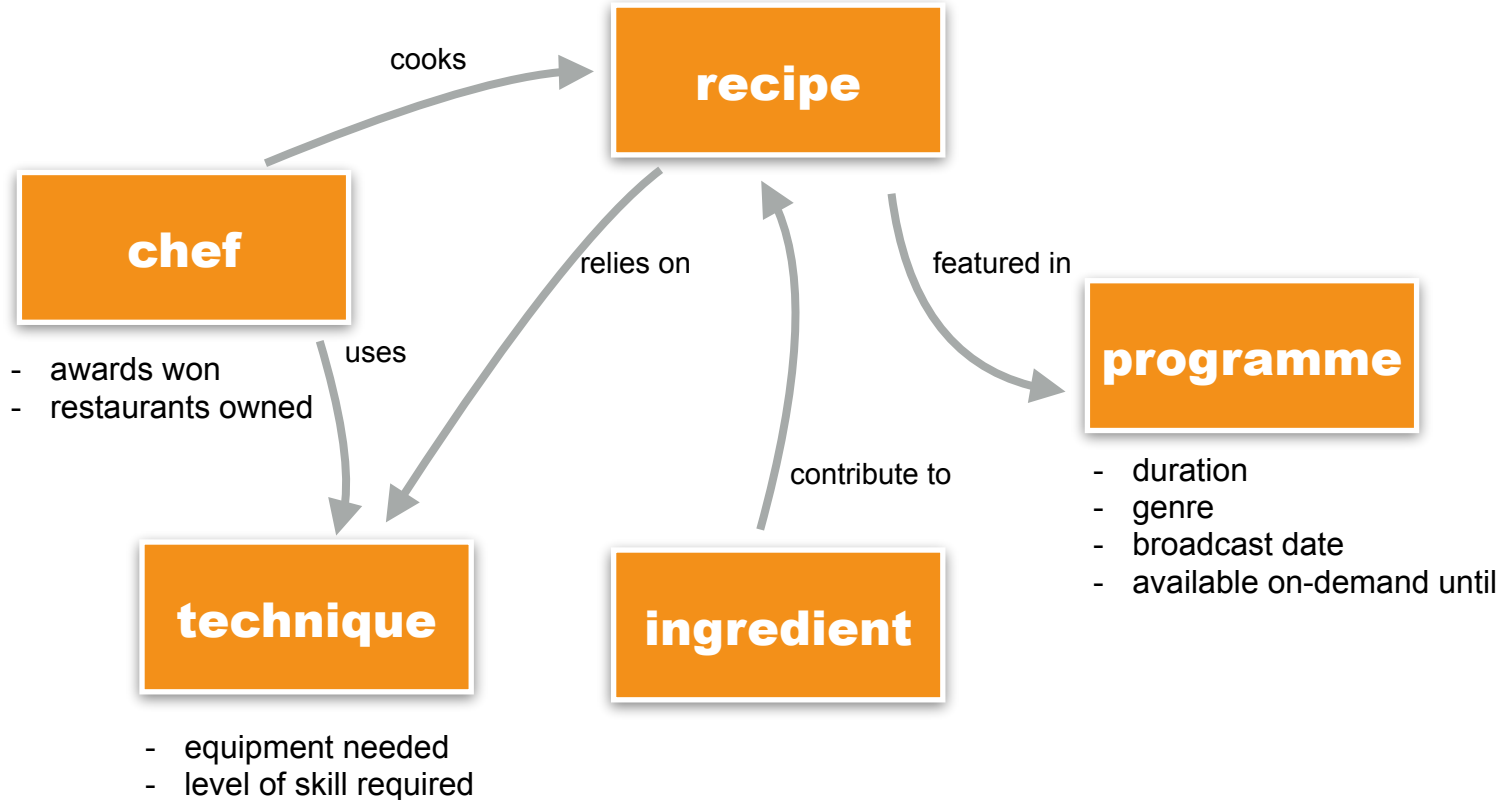 cooks
recipe
chef
relies on
featured in
uses
programme
- awards won
- restaurants owned
contribute to
- duration
- genre
- broadcast date
- available on-demand until
technique
ingredient
- equipment needed
- level of skill required